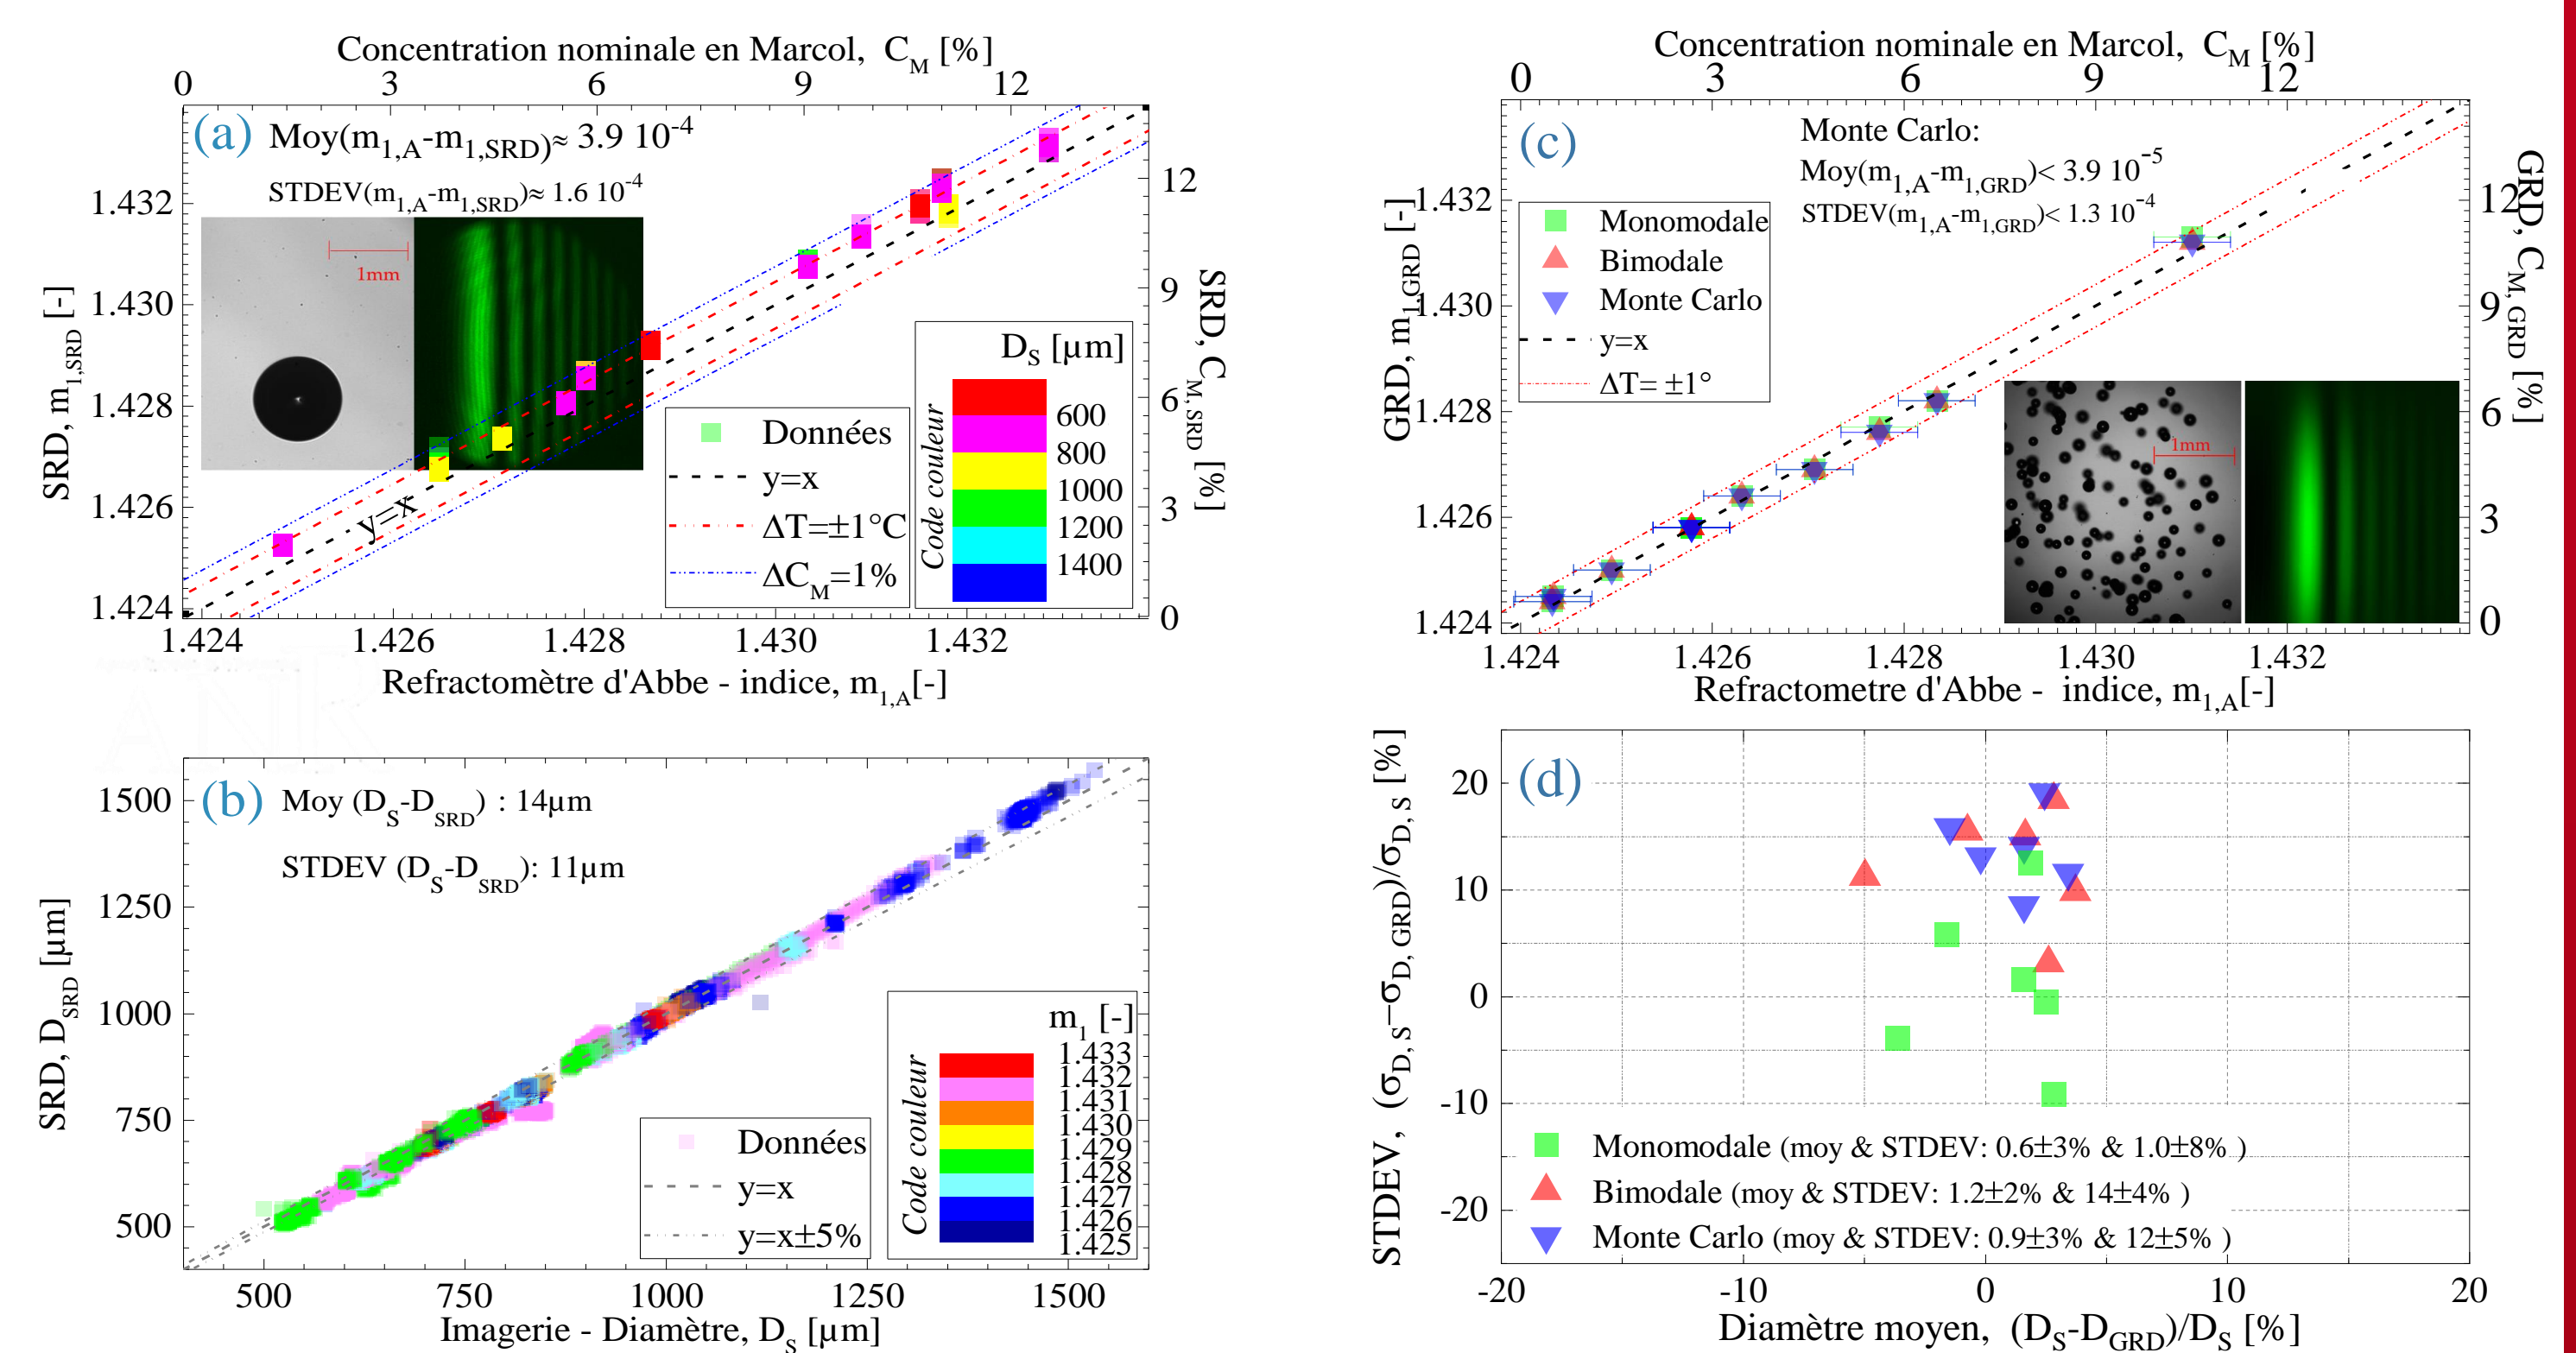 Concentration nominale en Marcol, C_M [%]
0 3 6 9 12
(a) Moy(m_1,A-m_1,SRD)≈ 3.9 10^-4
STDEV(m_1,A-m_1,SRD)≈ 1.6 10^-4
1mm
SRD, m_1,SRD [-]
1.432
1.430
1.428
1.426
1.424
12
9
6
3
0
SRD, C_M,SRD [%]
y=x
Données
y=x
ΔT=±1°C
ΔC_M=1%
D_S [µm]
Code couleur
600
800
1000
1200
1400
1.424 1.426 1.428 1.430 1.432
Refractomètre d'Abbe - indice, m_1,A[-]
ANR
(b) Moy (D_S-D_SRD) : 14µm
STDEV (D_S-D_SRD): 11µm
SRD, D_SRD [µm]
1500
1250
1000
750
500
Données
y=x
y=x±5%
m_1 [-]
Code couleur
1.433
1.432
1.431
1.430
1.429
1.428
1.427
1.426
1.425
500 750 1000 1250 1500
Imagerie - Diamètre, D_S [µm]
Concentration nominale en Marcol, C_M [%]
0 3 6 9 12
(c)
Monte Carlo:
Moy(m_1,A-m_1,GRD)< 3.9 10^-5
STDEV(m_1,A-m_1,GRD)< 1.3 10^-4
GRD, m_1,GRD [-]
1.432
1.430
1.428
1.426
1.424
Monomodale
Bimodale
Monte Carlo
y=x
ΔT= ±1°
1mm
12
9
6
3
0
GRD, C_M,GRD [%]
1.424 1.426 1.428 1.430 1.432
Refractometre d'Abbe - indice, m_1,A[-]
(d)
STDEV, (σ_D,S−σ_D,GRD)/σ_D,S [%]
20
10
0
-10
-20
Monomodale (moy & STDEV: 0.6±3% & 1.0±8% )
Bimodale (moy & STDEV: 1.2±2% & 14±4% )
Monte Carlo (moy & STDEV: 0.9±3% & 12±5% )
-20 -10 0 10 20
Diamètre moyen, (D_S-D_GRD)/D_S [%]